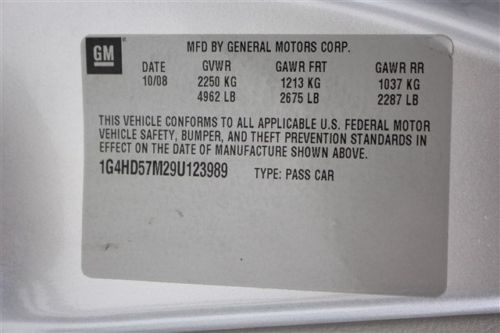 GM
MFD BY GENERAL MOTORS CORP.
DATE GVWR GAWR FRT GAWR RR
10/08 2250 KG 1213 KG 1037 KG
4962 LB 2675 LB 2287 LB
THIS VEHICLE CONFORMS TO ALL APPLICABLE U.S. FEDERAL MOTOR
VEHICLE SAFETY, BUMPER, AND THEFT PREVENTION STANDARDS IN
EFFECT ON THE DATE OF MANUFACTURE SHOWN ABOVE.
1G4HD57M29U123989 TYPE: PASS CAR